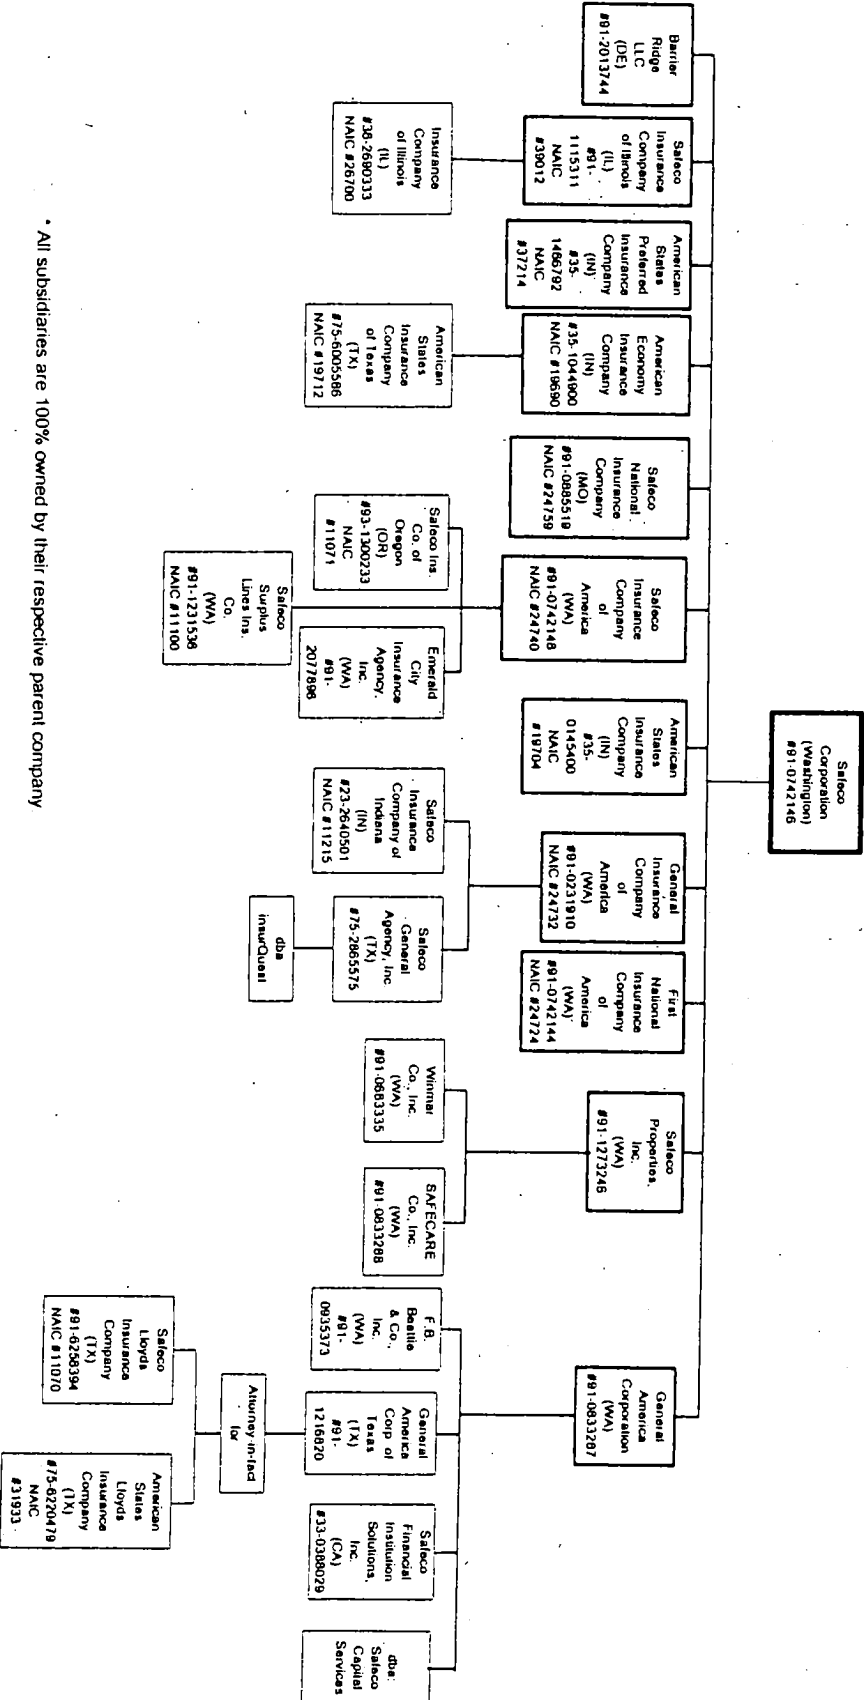 Safeco
Corporation
(Washington)
#91-0742146
Barrier
Ridge
LLC
(DE)
#91-2013744
Safeco
Insurance
Company
of Illinois
(IL)
#91-
1115311
NAIC
#39012
American
States
Preferred
Insurance
Company
(IN)
#35-
1466792
NAIC
#37214
American
Economy
Insurance
Company
(IN)
#35-1044900
NAIC #19690
Safeco
National
Insurance
Company
(MO)
#91-0885519
NAIC #24759
Safeco
Insurance
Company
of
America
(WA)
#91-0742148
NAIC #24740
American
States
Insurance
Company
(IN)
#35-
0145400
NAIC
#19704
General
Insurance
Company
of
America
(WA)
#91-0231910
NAIC #24732
First
National
Insurance
Company
of
America
(WA)
#91-0742144
NAIC #24724
Safeco
Properties,
Inc.
(WA)
#91-1273246
General
America
Corporation
(WA)
#91-0833287
Insurance
Company
of Illinois
(IL)
#38-2690333
NAIC #26700
American
States
Insurance
Company
of Texas
(TX)
#75-6005586
NAIC #19712
Safeco Ins.
Co. of
Oregon
(OR)
#93-1300233
NAIC
#11071
Emerald
City
Insurance
Agency,
Inc.
(WA)
#91-
2077896
Safeco
Surplus
Lines Ins.
Co.
(WA)
#91-1231536
NAIC #11100
Safeco
Insurance
Company of
Indiana
(IN)
#23-2640501
NAIC #11215
Safeco
General
Agency, Inc
(TX)
#75-2865575
dba
insurQuest
Winmar
Co., Inc.
(WA)
#91-0683335
SAFECARE
Co., Inc.
(WA)
#91-0833288
F.B.
Beattie
& Co.,
Inc.
(WA)
#91-
0935373
General
America
Corp of
Texas
(TX)
#91-
1216820
Safeco
Financial
Institution
Solutions,
Inc.
(CA)
#33-0388029
dba:
Safeco
Capital
Services
Attorney-in-fact
for
Safeco
Lloyds
Insurance
Company
(TX)
#91-6258394
NAIC #11070
American
States
Lloyds
Insurance
Company
(TX)
#75-6220479
NAIC
#31933
* All subsidiaries are 100% owned by their respective parent company